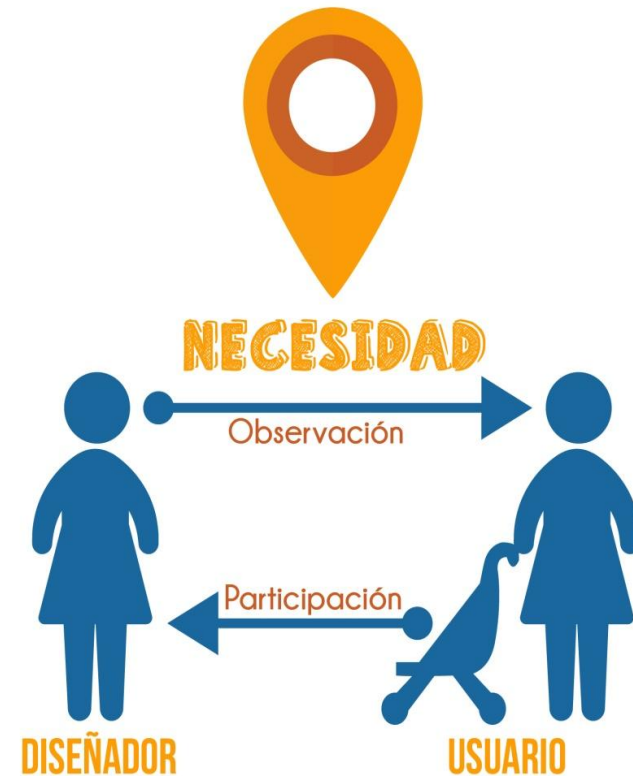 NECESIDAD
Observación
Participación
DISEÑADOR
USUARIO